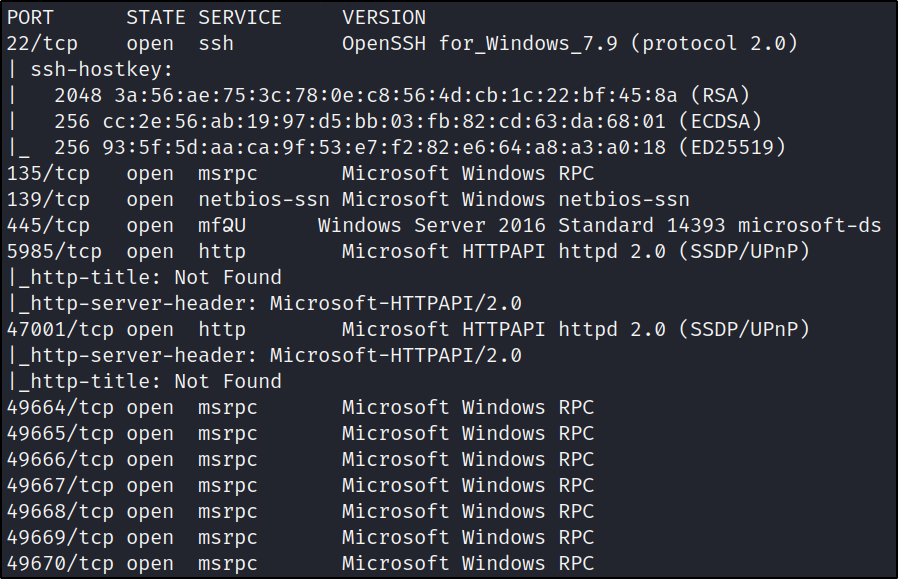 PORT      STATE SERVICE     VERSION
22/tcp    open  ssh         OpenSSH for_Windows_7.9 (protocol 2.0)
| ssh-hostkey:
|   2048 3a:56:ae:75:3c:78:0e:c8:56:4d:cb:1c:22:bf:45:8a (RSA)
|   256 cc:2e:56:ab:19:97:d5:bb:03:fb:82:cd:63:da:68:01 (ECDSA)
|_  256 93:5f:5d:aa:ca:9f:53:e7:f2:82:e6:64:a8:a3:a0:18 (ED25519)
135/tcp   open  msrpc       Microsoft Windows RPC
139/tcp   open  netbios-ssn Microsoft Windows netbios-ssn
445/tcp   open  mfQU      Windows Server 2016 Standard 14393 microsoft-ds
5985/tcp  open  http        Microsoft HTTPAPI httpd 2.0 (SSDP/UPnP)
|_http-title: Not Found
|_http-server-header: Microsoft-HTTPAPI/2.0
47001/tcp open  http        Microsoft HTTPAPI httpd 2.0 (SSDP/UPnP)
|_http-server-header: Microsoft-HTTPAPI/2.0
|_http-title: Not Found
49664/tcp open  msrpc       Microsoft Windows RPC
49665/tcp open  msrpc       Microsoft Windows RPC
49666/tcp open  msrpc       Microsoft Windows RPC
49667/tcp open  msrpc       Microsoft Windows RPC
49668/tcp open  msrpc       Microsoft Windows RPC
49669/tcp open  msrpc       Microsoft Windows RPC
49670/tcp open  msrpc       Microsoft Windows RPC